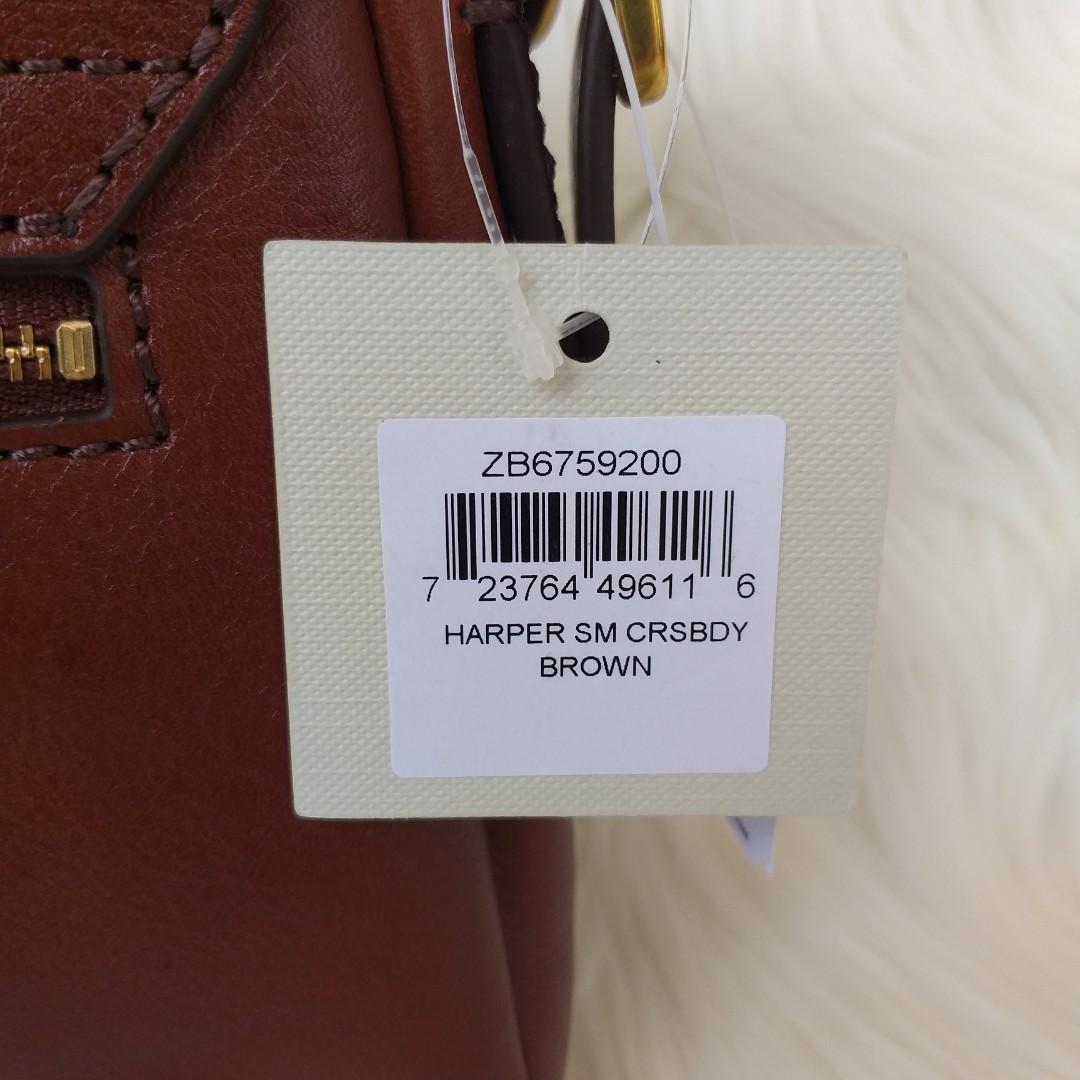 ZB6759200
7 23764 49611 6
HARPER SM CRSBDY
BROWN